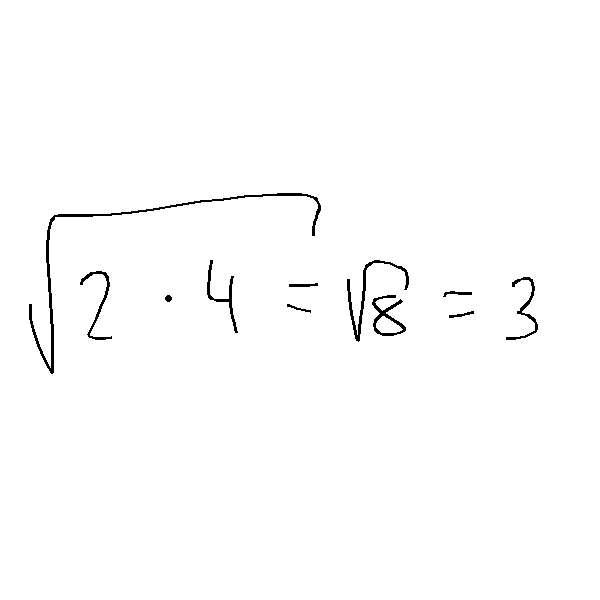 √(2 · 4) = √8 = 3